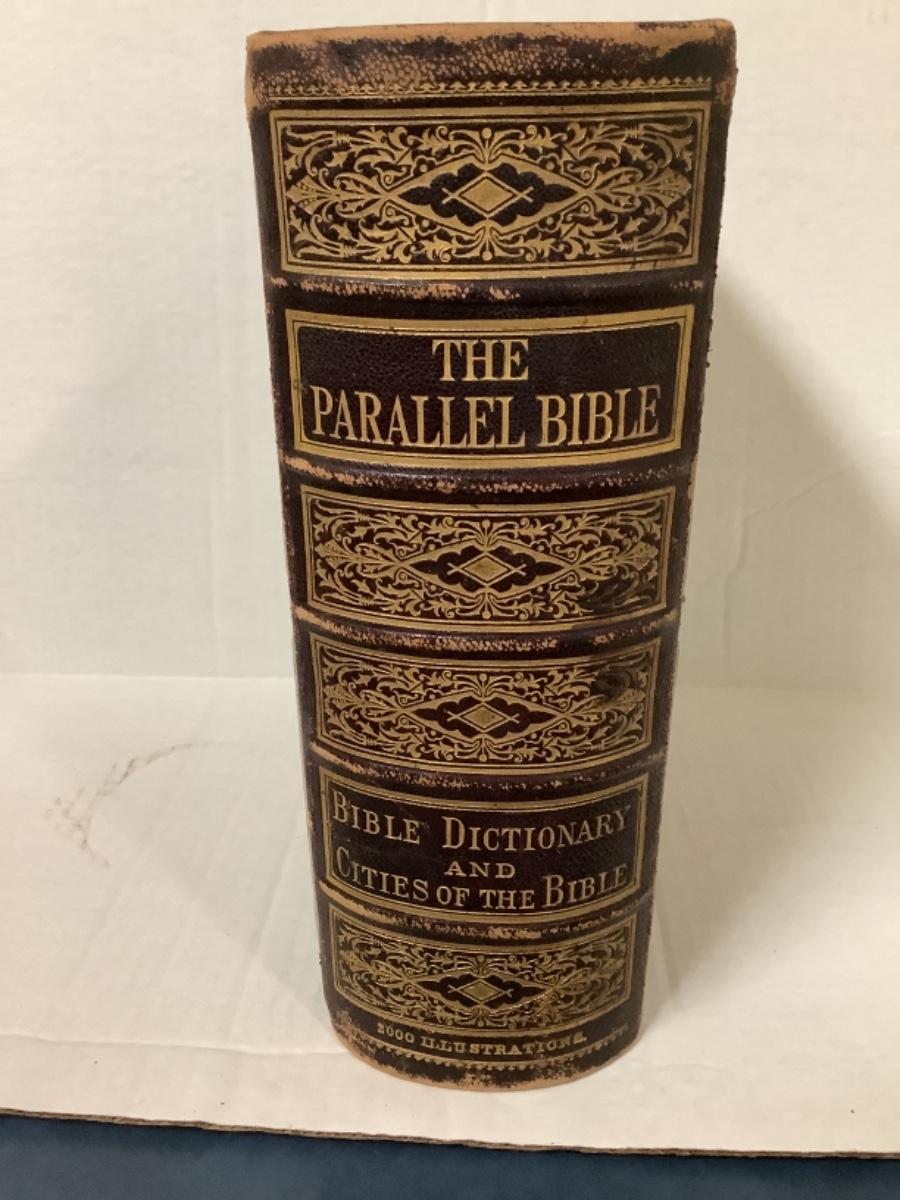 THE
PARALLEL BIBLE
BIBLE DICTIONARY
AND
CITIES OF THE BIBLE
2000 ILLUSTRATIONS.